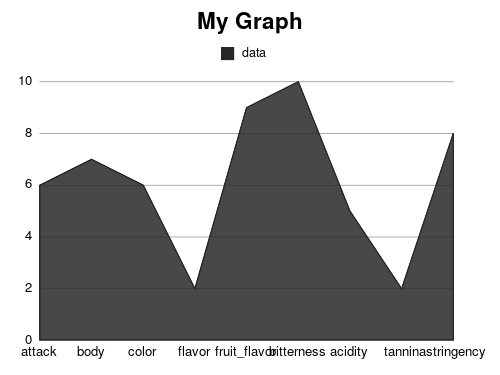 My Graph
data
10
8
6
4
2
0
attack body color flavor fruit_flavor bitterness acidity tannin astringency